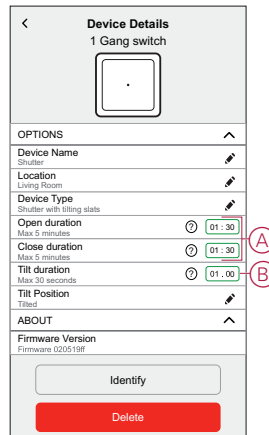 Device Details
1 Gang switch
OPTIONS
Device Name
Shutter
Location
Living Room
Device Type
Shutter with tilting slats
Open duration
Max 5 minutes
? 01 : 30
Close duration
Max 5 minutes
? 01 : 30
A
Tilt duration
Max 30 seconds
? 01 . 00
B
Tilt Position
Tilted
ABOUT
Firmware Version
Firmware 020519ff
Identify
Delete